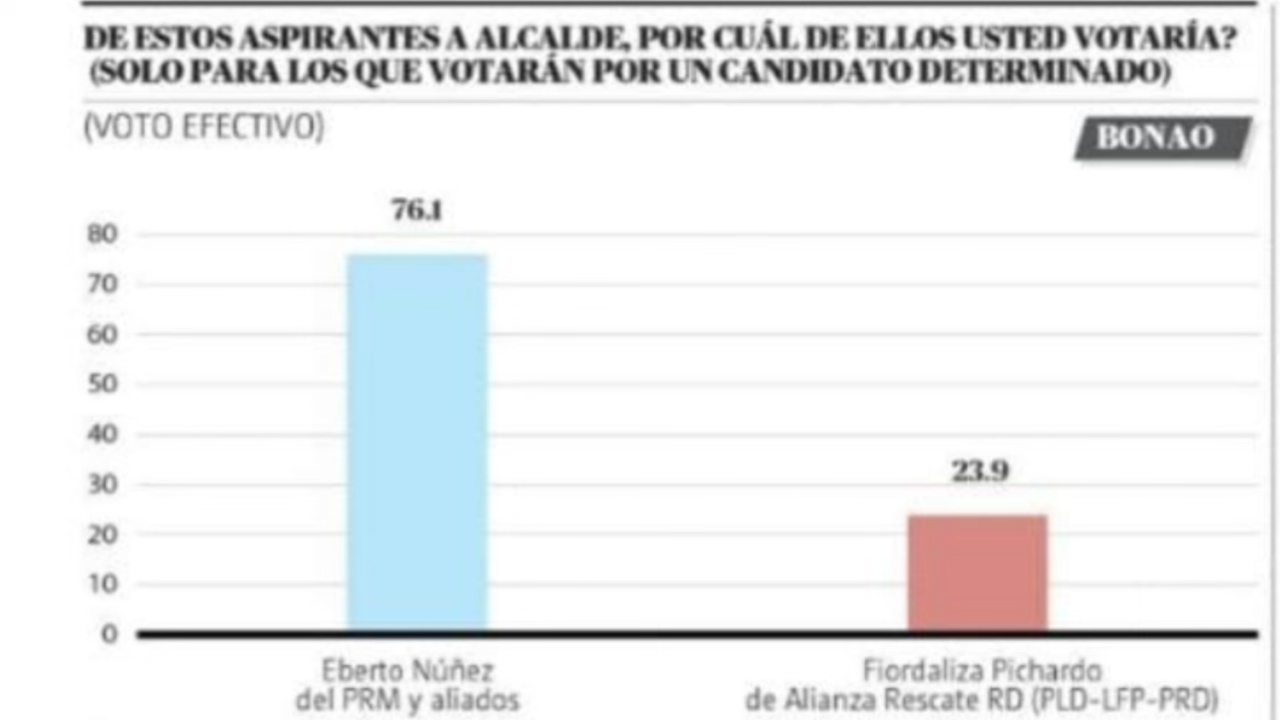 DE ESTOS ASPIRANTES A ALCALDE, POR CUÁL DE ELLOS USTED VOTARÍA?
(SOLO PARA LOS QUE VOTARÁN POR UN CANDIDATO DETERMINADO)
(VOTO EFECTIVO)
BONAO
76.1
80
70
60
50
40
23.9
30
20
10
0
Eberto Núñez
del PRM y aliados
Fiordaliza Pichardo
de Alianza Rescate RD (PLD-LFP-PRD)